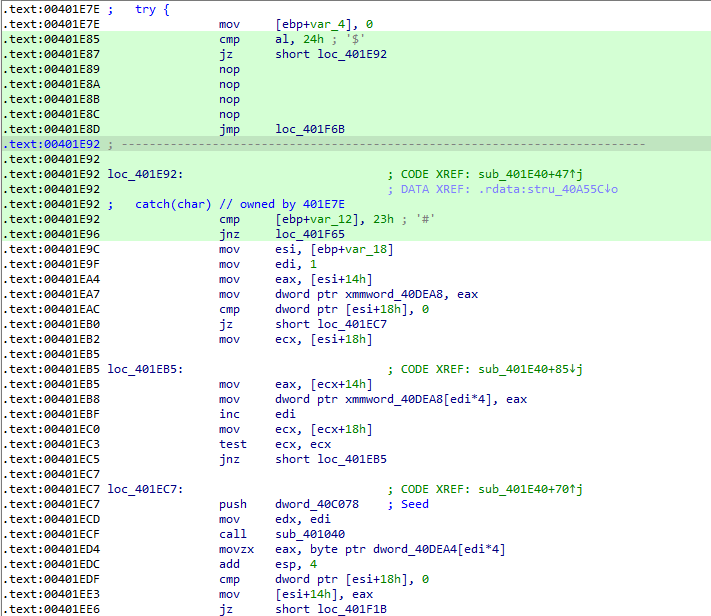 .text:00401E7E ;   try {
.text:00401E7E                 mov     [ebp+var_4], 0
.text:00401E85                 cmp     al, 24h ; '$'
.text:00401E87                 jz      short loc_401E92
.text:00401E89                 nop
.text:00401E8A                 nop
.text:00401E8B                 nop
.text:00401E8C                 nop
.text:00401E8D                 jmp     loc_401F6B
.text:00401E92 ; ---------------------------------------------------------------------------
.text:00401E92
.text:00401E92 loc_401E92:                             ; CODE XREF: sub_401E40+47↑j
.text:00401E92                                         ; DATA XREF: .rdata:stru_40A55C↓o
.text:00401E92 ;   catch(char) // owned by 401E7E
.text:00401E92                 cmp     [ebp+var_12], 23h ; '#'
.text:00401E96                 jnz     loc_401F65
.text:00401E9C                 mov     esi, [ebp+var_18]
.text:00401E9F                 mov     edi, 1
.text:00401EA4                 mov     eax, [esi+14h]
.text:00401EA7                 mov     dword ptr xmmword_40DEA8, eax
.text:00401EAC                 cmp     dword ptr [esi+18h], 0
.text:00401EB0                 jz      short loc_401EC7
.text:00401EB2                 mov     ecx, [esi+18h]
.text:00401EB5
.text:00401EB5 loc_401EB5:                             ; CODE XREF: sub_401E40+85↓j
.text:00401EB5                 mov     eax, [ecx+14h]
.text:00401EB8                 mov     dword ptr xmmword_40DEA8[edi*4], eax
.text:00401EBF                 inc     edi
.text:00401EC0                 mov     ecx, [ecx+18h]
.text:00401EC3                 test    ecx, ecx
.text:00401EC5                 jnz     short loc_401EB5
.text:00401EC7
.text:00401EC7 loc_401EC7:                             ; CODE XREF: sub_401E40+70↑j
.text:00401EC7                 push    dword_40C078    ; Seed
.text:00401ECD                 mov     edx, edi
.text:00401ECF                 call    sub_401040
.text:00401ED4                 movzx   eax, byte ptr dword_40DEA4[edi*4]
.text:00401EDC                 add     esp, 4
.text:00401EDF                 cmp     dword ptr [esi+18h], 0
.text:00401EE3                 mov     [esi+14h], eax
.text:00401EE6                 jz      short loc_401F1B